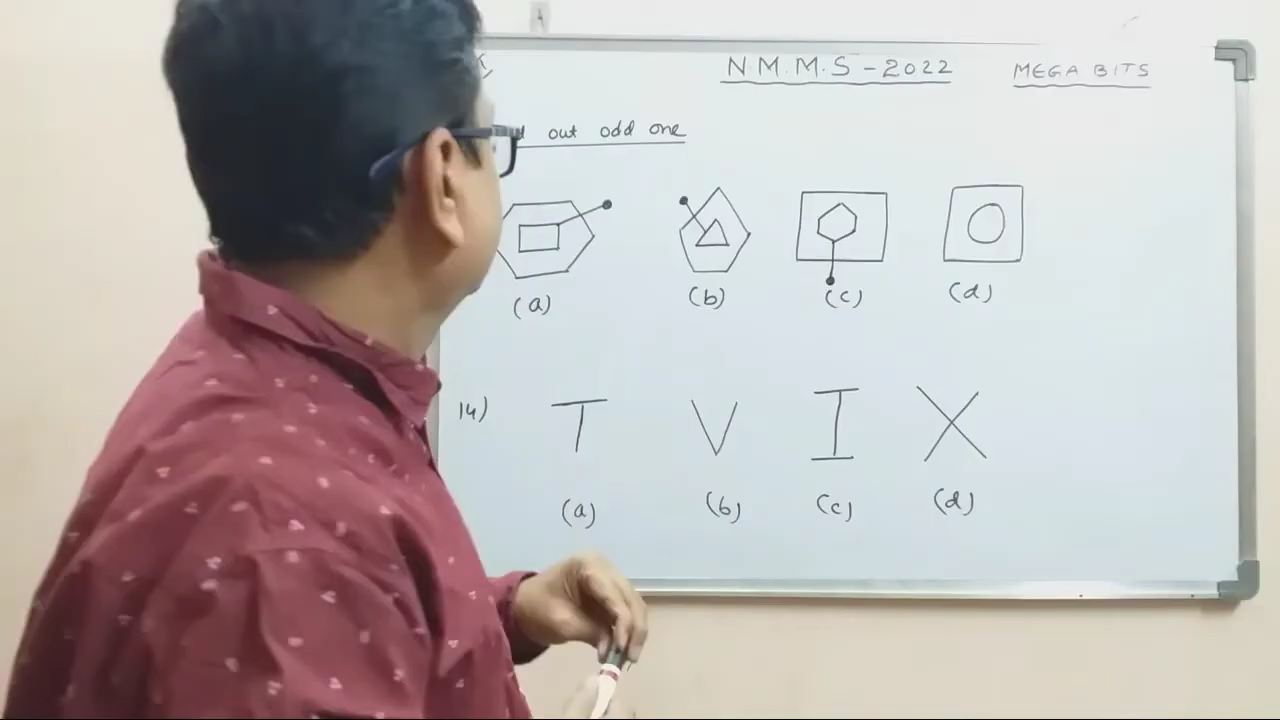 N.M.M.S - 2022 MEGA BITS
out odd one
(a) (b) (c) (d)
14) T V I X
(a) (b) (c) (d)